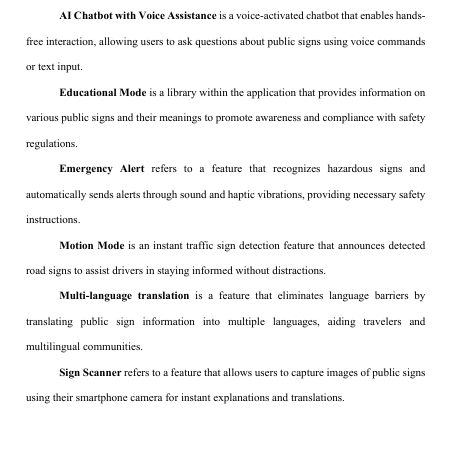 AI Chatbot with Voice Assistance is a voice-activated chatbot that enables hands-
free interaction, allowing users to ask questions about public signs using voice commands
or text input.
Educational Mode is a library within the application that provides information on
various public signs and their meanings to promote awareness and compliance with safety
regulations.
Emergency Alert refers to a feature that recognizes hazardous signs and
automatically sends alerts through sound and haptic vibrations, providing necessary safety
instructions.
Motion Mode is an instant traffic sign detection feature that announces detected
road signs to assist drivers in staying informed without distractions.
Multi-language translation is a feature that eliminates language barriers by
translating public sign information into multiple languages, aiding travelers and
multilingual communities.
Sign Scanner refers to a feature that allows users to capture images of public signs
using their smartphone camera for instant explanations and translations.